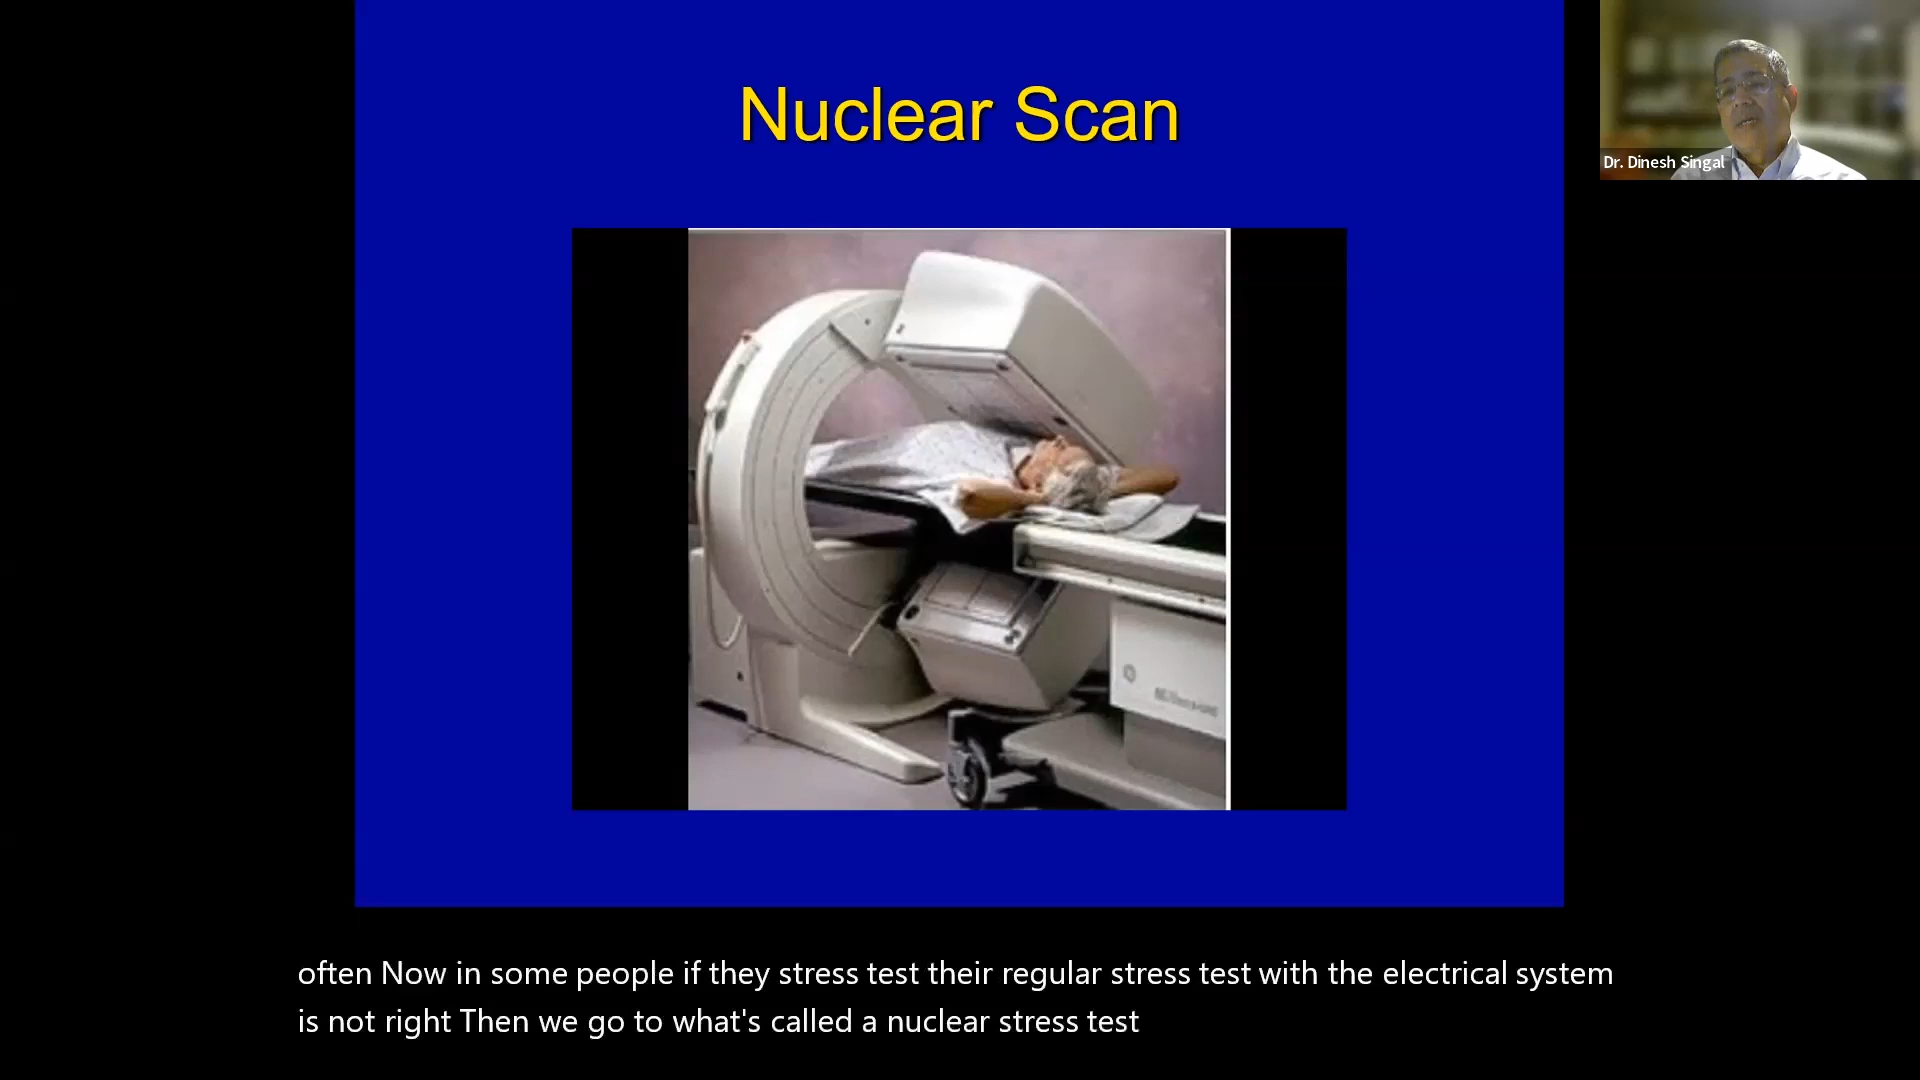 Nuclear Scan
Dr. Dinesh Singal
often Now in some people if they stress test their regular stress test with the electrical system
is not right Then we go to what's called a nuclear stress test